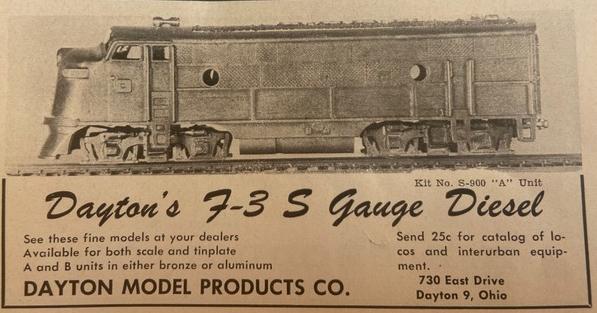 Kit No. S-900 "A" Unit
Dayton's F-3 S Gauge Diesel
See these fine models at your dealers
Available for both scale and tinplate
A and B units in either bronze or aluminum
DAYTON MODEL PRODUCTS CO.
Send 25c for catalog of lo-
cos and interurban equip-
ment.
730 East Drive
Dayton 9, Ohio